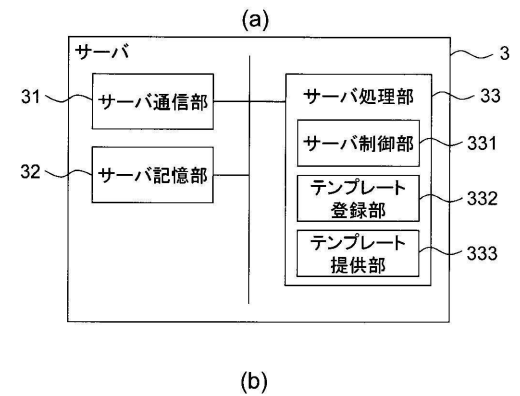 (a)
サーバ
3
31
サーバ通信部
サーバ処理部
33
サーバ制御部
331
32
サーバ記憶部
テンプレート
登録部
332
テンプレート
提供部
333
(b)